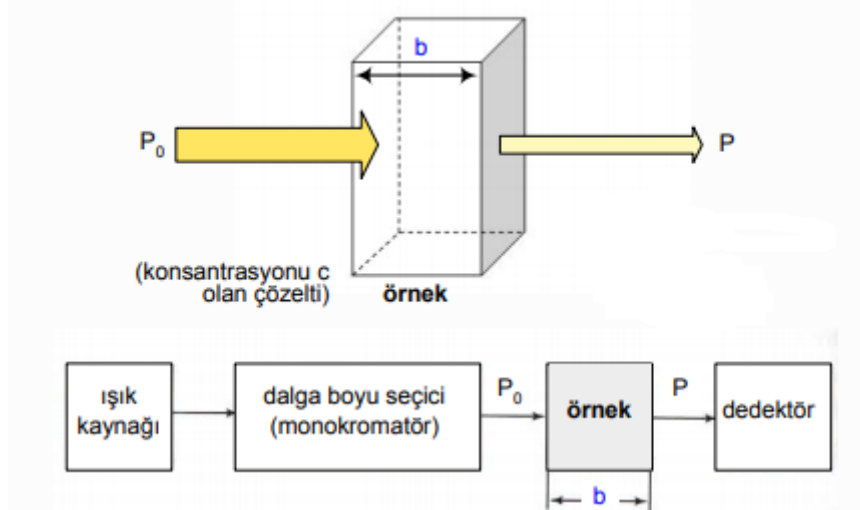 b
P₀
P
(konsantrasyonu c
olan çözelti)
örnek
ışık
kaynağı
dalga boyu seçici
(monokromatör)
P₀
örnek
P
dedektör
b